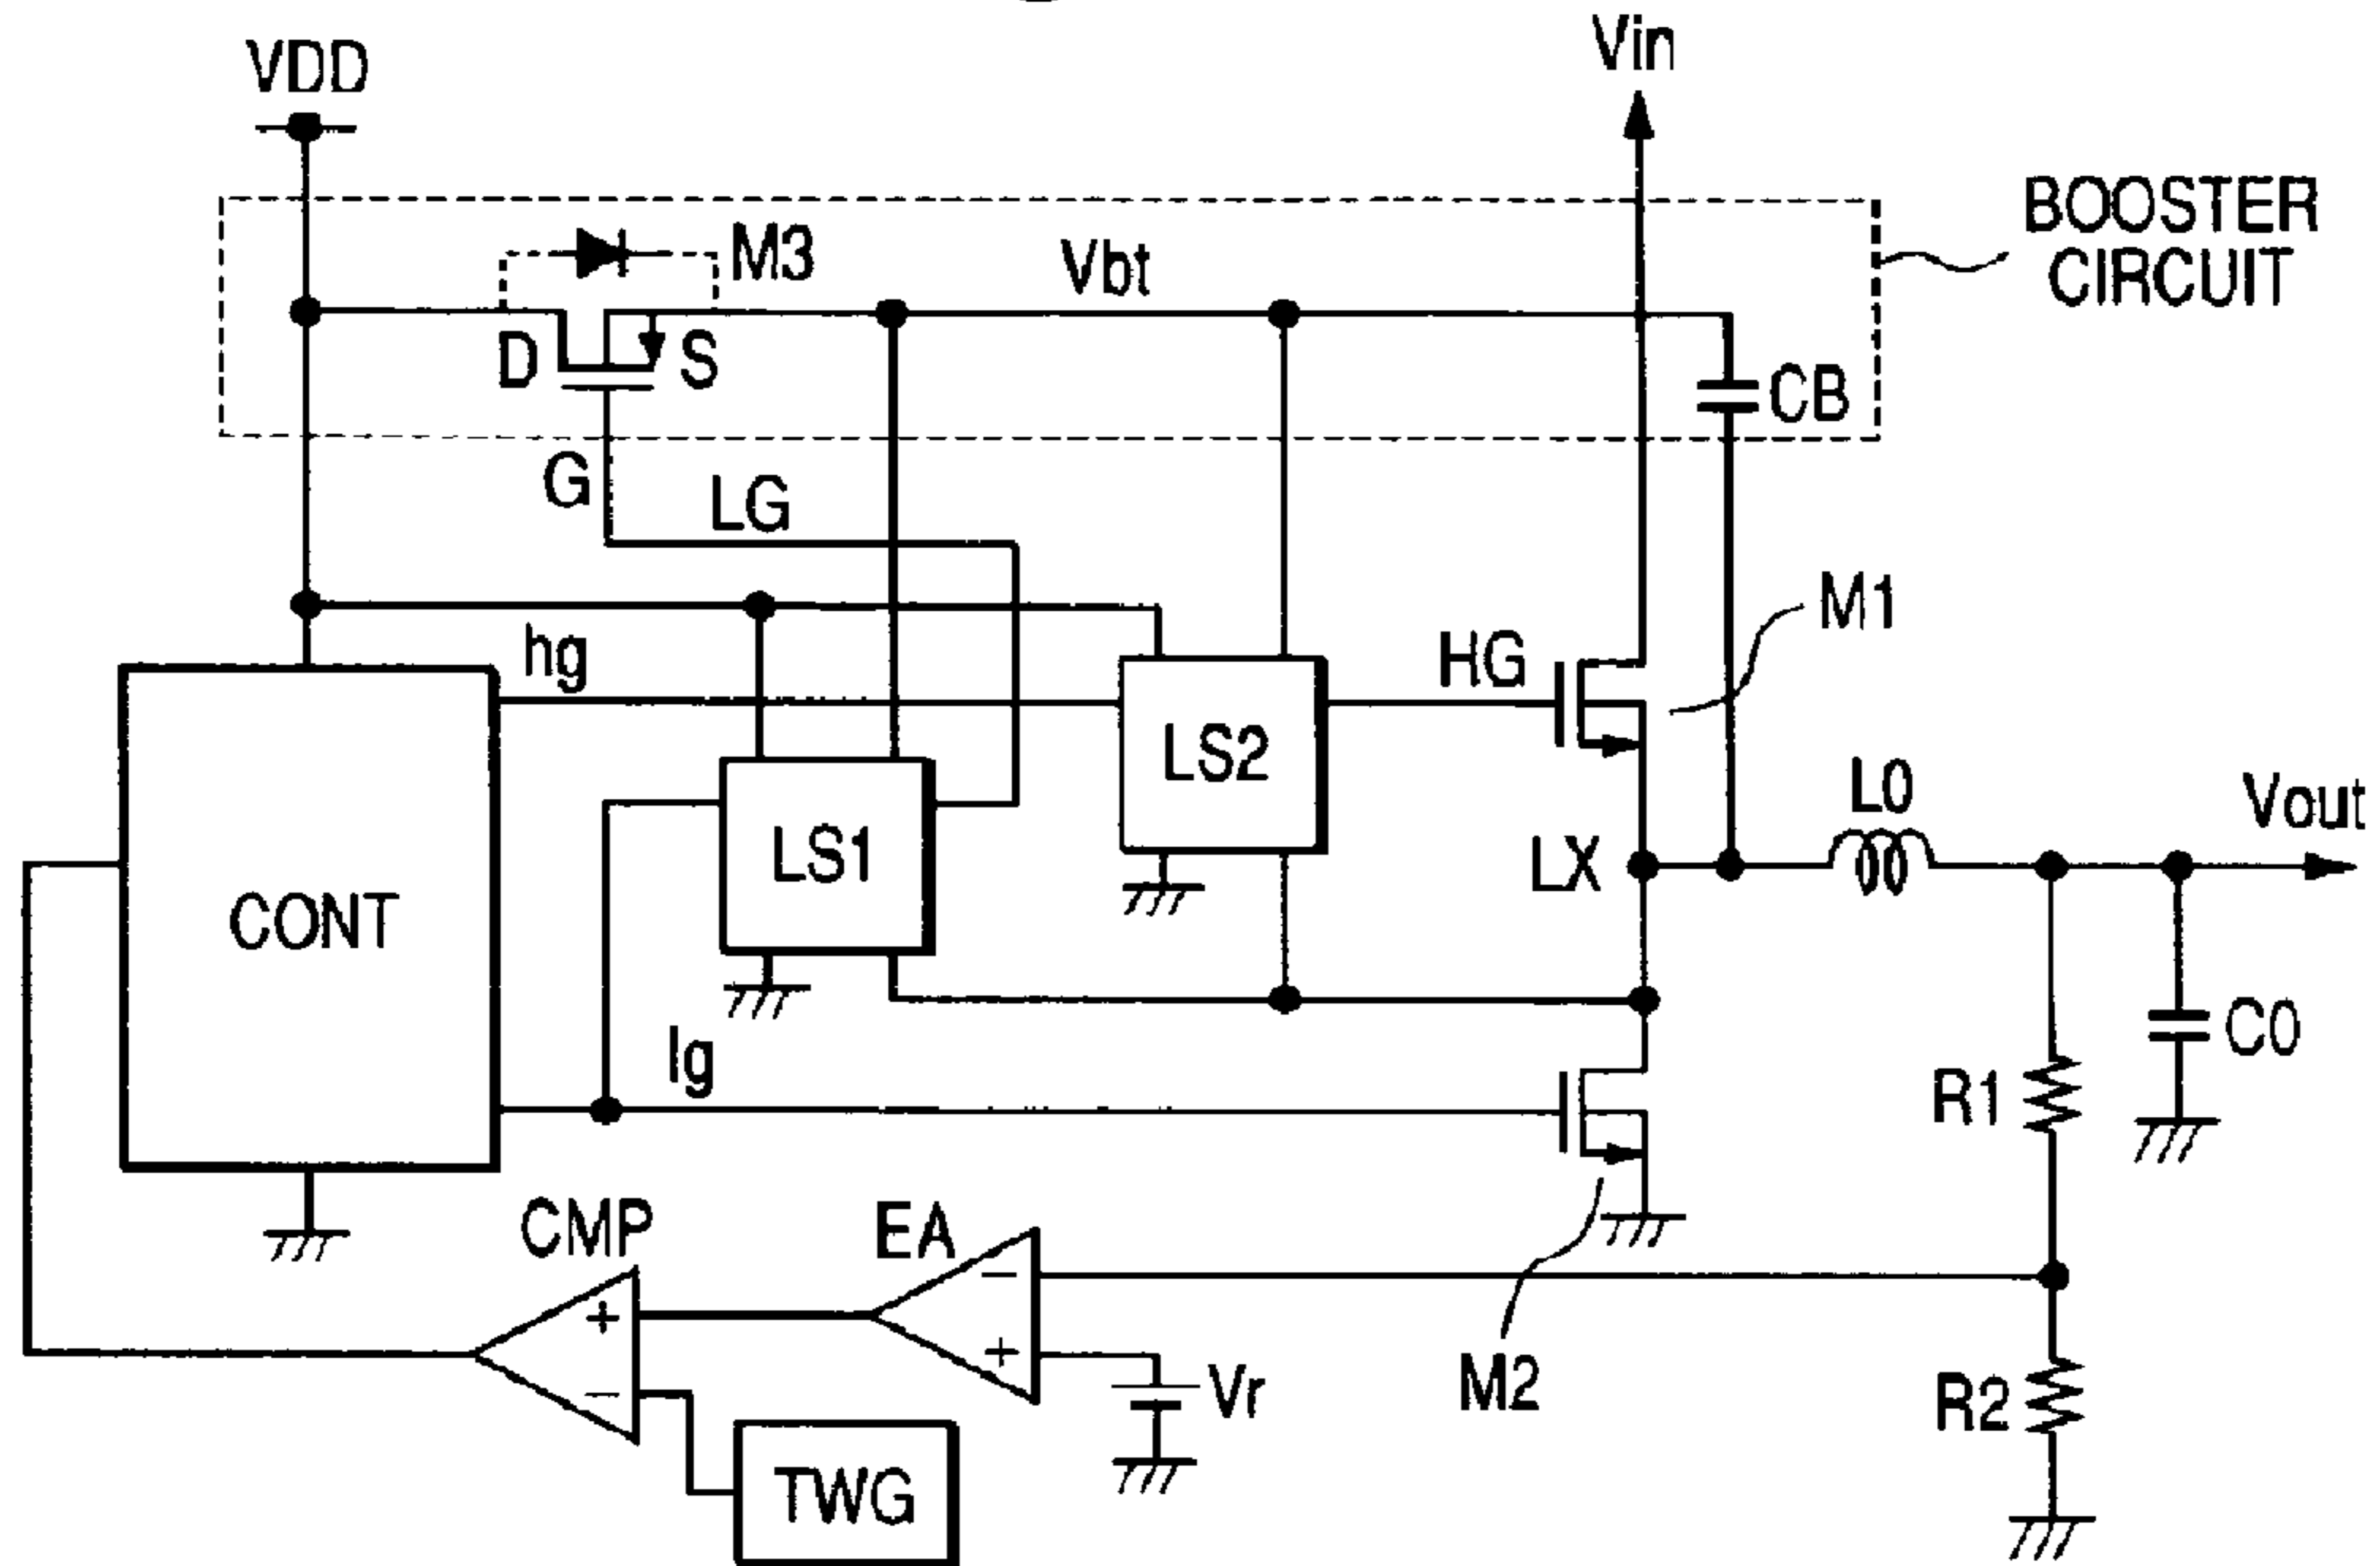 VDD
Vin
BOOSTER
CIRCUIT
M3
Vbt
D
S
CB
G
LG
M1
hg
HG
LS2
LS1
L0
Vout
LX
CONT
C0
lg
R1
CMP
EA
+
−
−
+
M2
Vr
R2
TWG